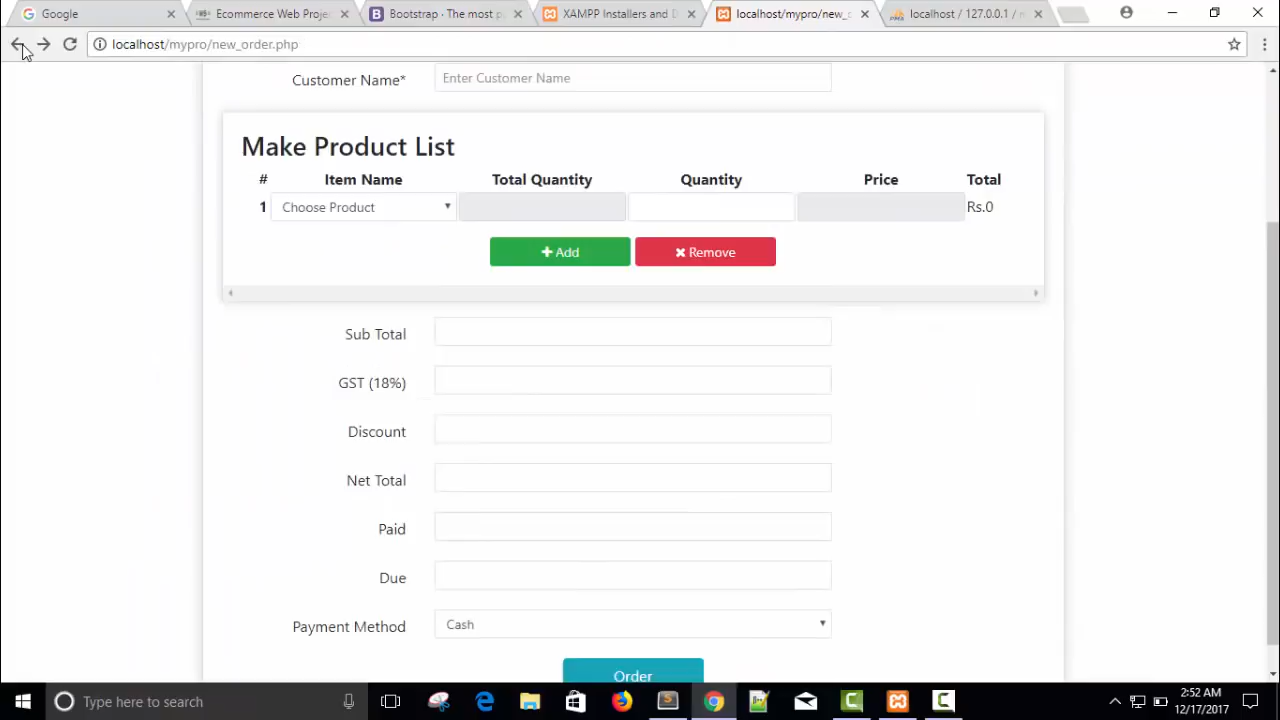 Google
Ecommerce Web Proje
Bootstrap · The most p
XAMPP Installers and D
localhost/mypro/new_
localhost / 127.0.0.1 /
localhost/mypro/new_order.php
Customer Name*
Enter Customer Name
Make Product List
# Item Name Total Quantity Quantity Price Total
1 Choose Product Rs.0
Add
Remove
Sub Total
GST (18%)
Discount
Net Total
Paid
Due
Payment Method
Cash
Order
Type here to search
2:52 AM
12/17/2017